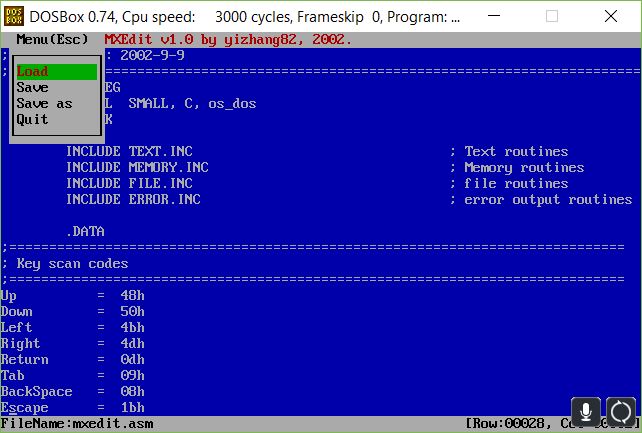 DOSBox 0.74, Cpu speed: 3000 cycles, Frameskip 0, Program: ...
Menu(Esc) MXEdit v1.0 by yizhang82, 2002.
; : 2002-9-9
;==============================================================================
Load
Save EG
Save as L SMALL, C, os_dos
Quit K
INCLUDE TEXT.INC ; Text routines
INCLUDE MEMORY.INC ; Memory routines
INCLUDE FILE.INC ; file routines
INCLUDE ERROR.INC ; error output routines
.DATA
;=============================================================================
; Key scan codes
;=============================================================================
Up = 48h
Down = 50h
Left = 4bh
Right = 4dh
Return = 0dh
Tab = 09h
BackSpace = 08h
Escape = 1bh
FileName:mxedit.asm [Row:00028,